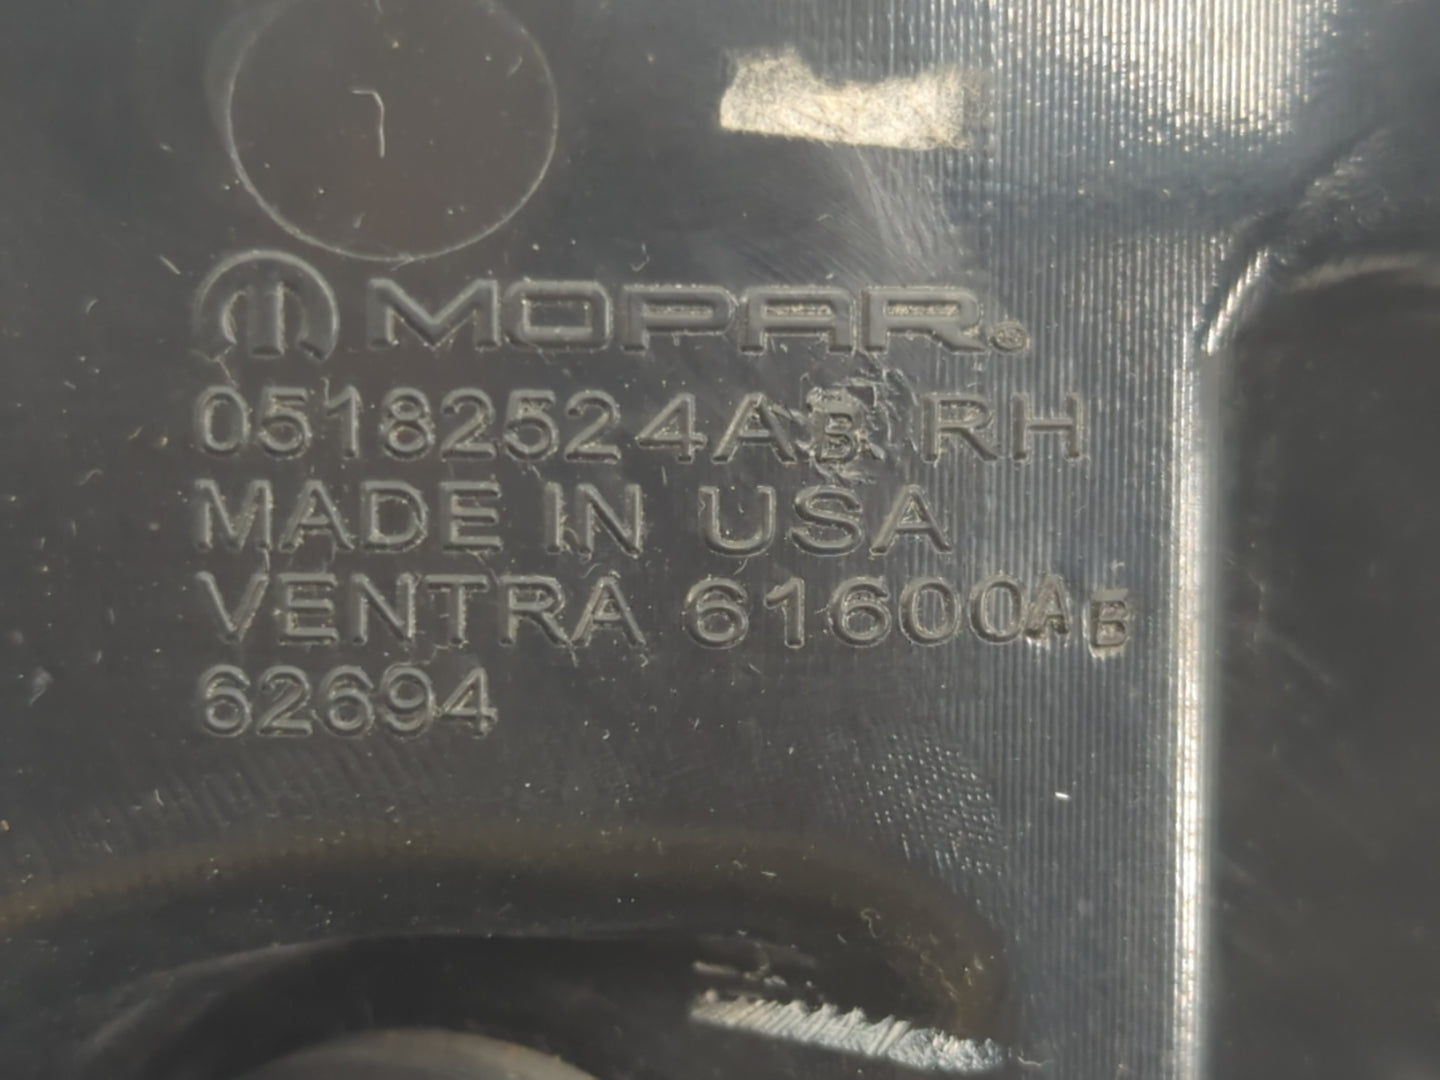 MOPAR®
05182524AB RH
MADE IN USA
VENTRA 61600AB
62694